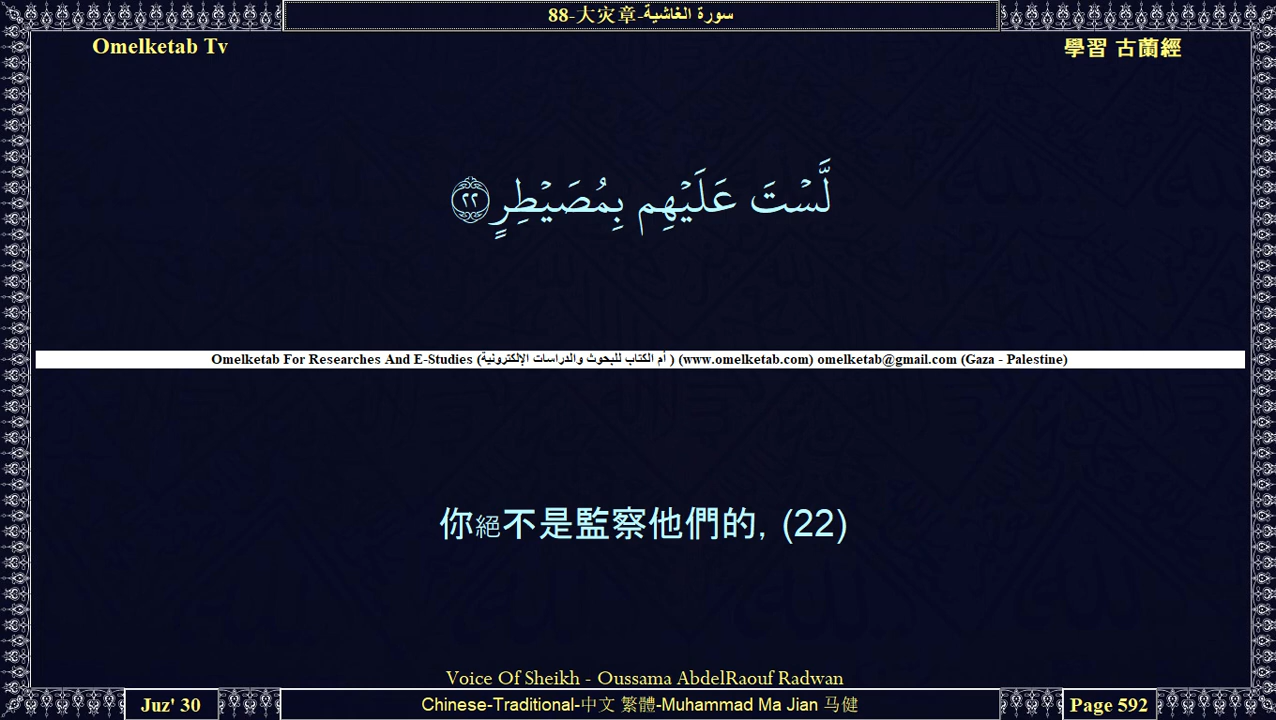 88-大灾章-سورة الغاشية
Omelketab Tv
學習 古蘭經
لَّسۡتَ عَلَيۡهِم بِمُصَيۡطِرٍ ٢٢
Omelketab For Researches And E-Studies (أم الكتاب للبحوث والدراسات الإلكترونية ) (www.omelketab.com) omelketab@gmail.com (Gaza - Palestine)
你絕不是監察他們的, (22)
Voice Of Sheikh - Oussama AbdelRaouf Radwan
Juz' 30
Chinese-Traditional-中文 繁體-Muhammad Ma Jian 马健
Page 592